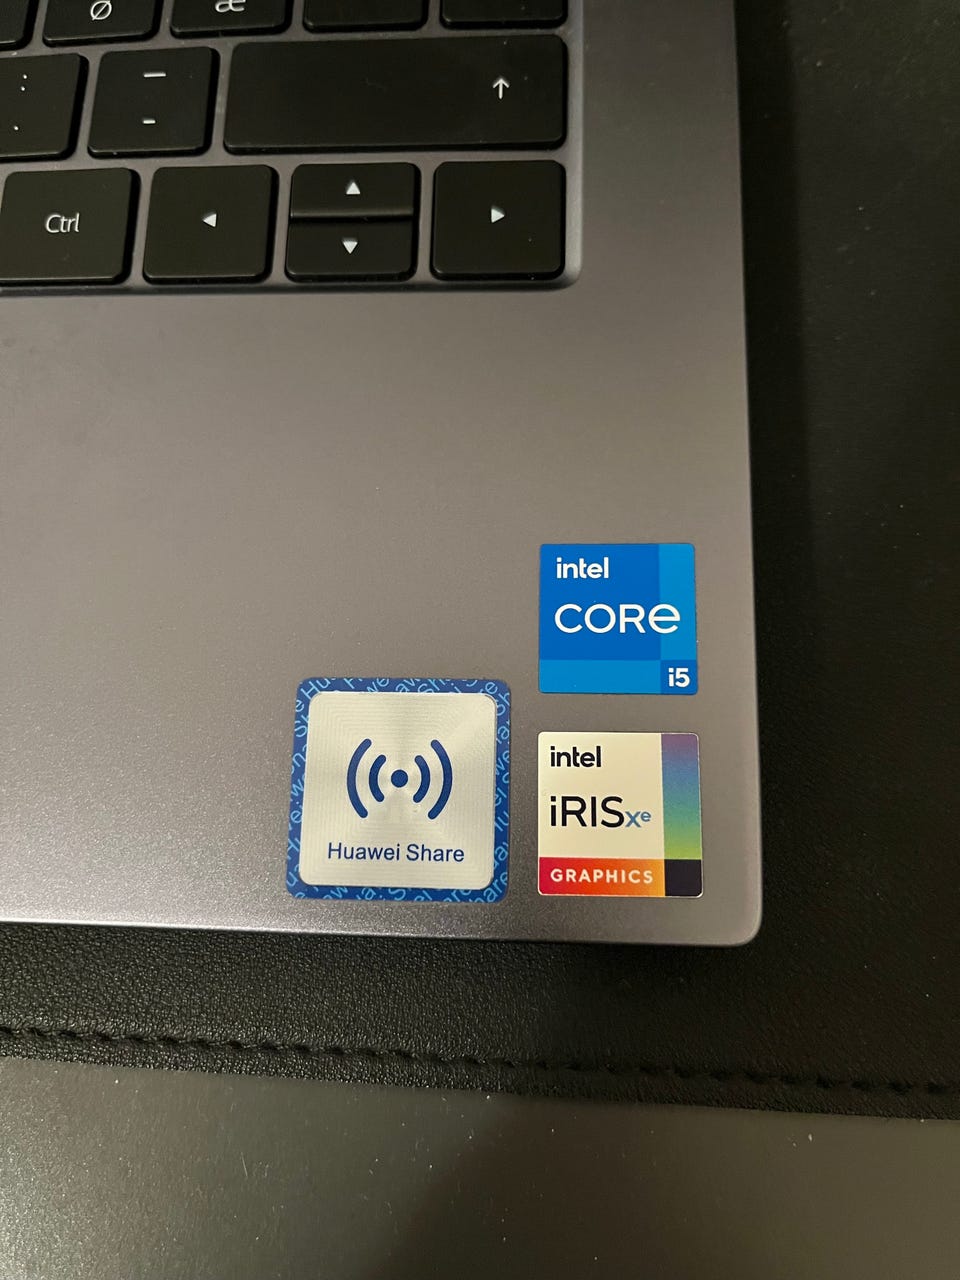 Ø æ
: _
. -
↑
Ctrl
intel
CORE
i5
Huawei Share
intel
iRISxe
GRAPHICS